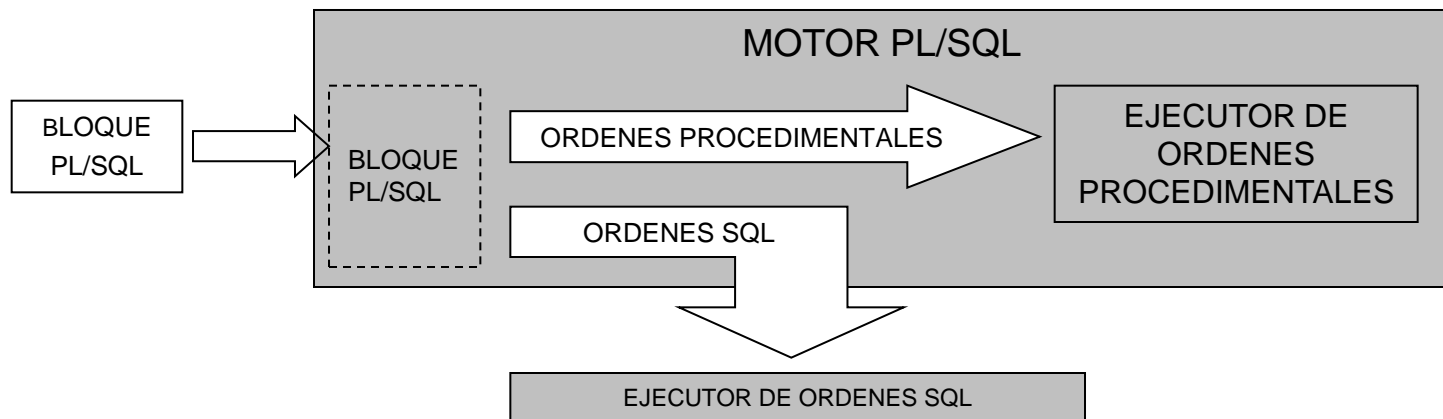 MOTOR PL/SQL
BLOQUE
PL/SQL
BLOQUE
PL/SQL
ORDENES PROCEDIMENTALES
EJECUTOR DE
ORDENES
PROCEDIMENTALES
ORDENES SQL
EJECUTOR DE ORDENES SQL